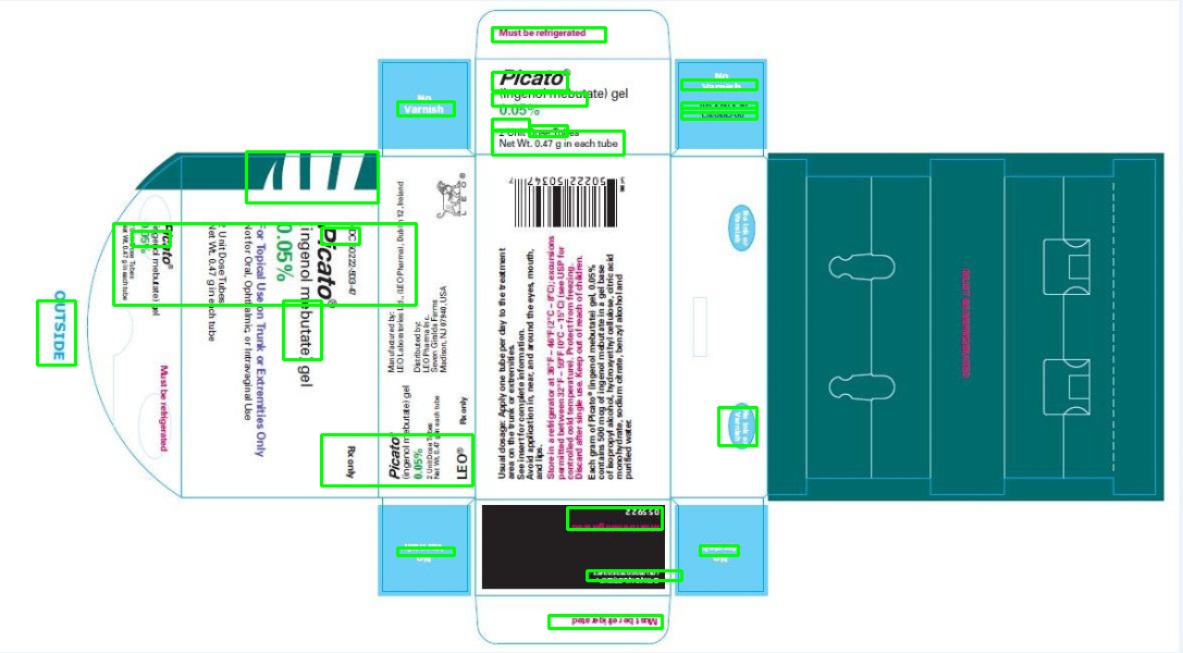 Must be refrigerated
Picato®
(ingenol mebutate) gel
0.05%
2 Unit Dose Tubes
Net Wt. 0.47 g in each tube
No
Varnish
No
Varnish
OUTSIDE
Picato®
(ingenol mebutate) gel
0.05%
2 Unit Dose Tubes
Net Wt. 0.47 g in each tube
Must be refrigerated
NDC 50222-503-47
Picato®
(ingenol mebutate) gel
0.05%
For Topical Use on Trunk or Extremities Only
Not for Oral, Ophthalmic, or Intravaginal Use
2 Unit Dose Tubes
Net Wt. 0.47 g in each tube
Rx only
LEO®
Manufactured by:
LEO Laboratories Ltd., (LEO Pharma), Dublin 12, Ireland
Distributed by:
LEO Pharma Inc.
Seven Giralda Farms
Madison, NJ 07940, USA
Rx only
Picato®
(ingenol mebutate) gel
0.05%
2 Unit Dose Tubes
Net Wt. 0.47 g in each tube
LEO®
50222 50347
7
Usual dosage: Apply one tube per day to the treatment
area on the trunk or extremities.
See insert for complete information.
Avoid application in, near, and around the eyes, mouth,
and lips.
Store in a refrigerator at 36°F – 46°F (2°C – 8°C); excursions
permitted between 32°F – 59°F (0°C – 15°C) (see USP for
controlled cold temperature). Protect from freezing.
Discard after single use. Keep out of reach of children.
Each gram of Picato® (ingenol mebutate) gel, 0.05%
contains 500 mcg of ingenol mebutate in a gel base
of isopropyl alcohol, hydroxyethyl cellulose, citric acid
monohydrate, sodium citrate, benzyl alcohol and
purified water.
No Ink or
Varnish
No Ink or
Varnish
No
No
Must be refrigerated